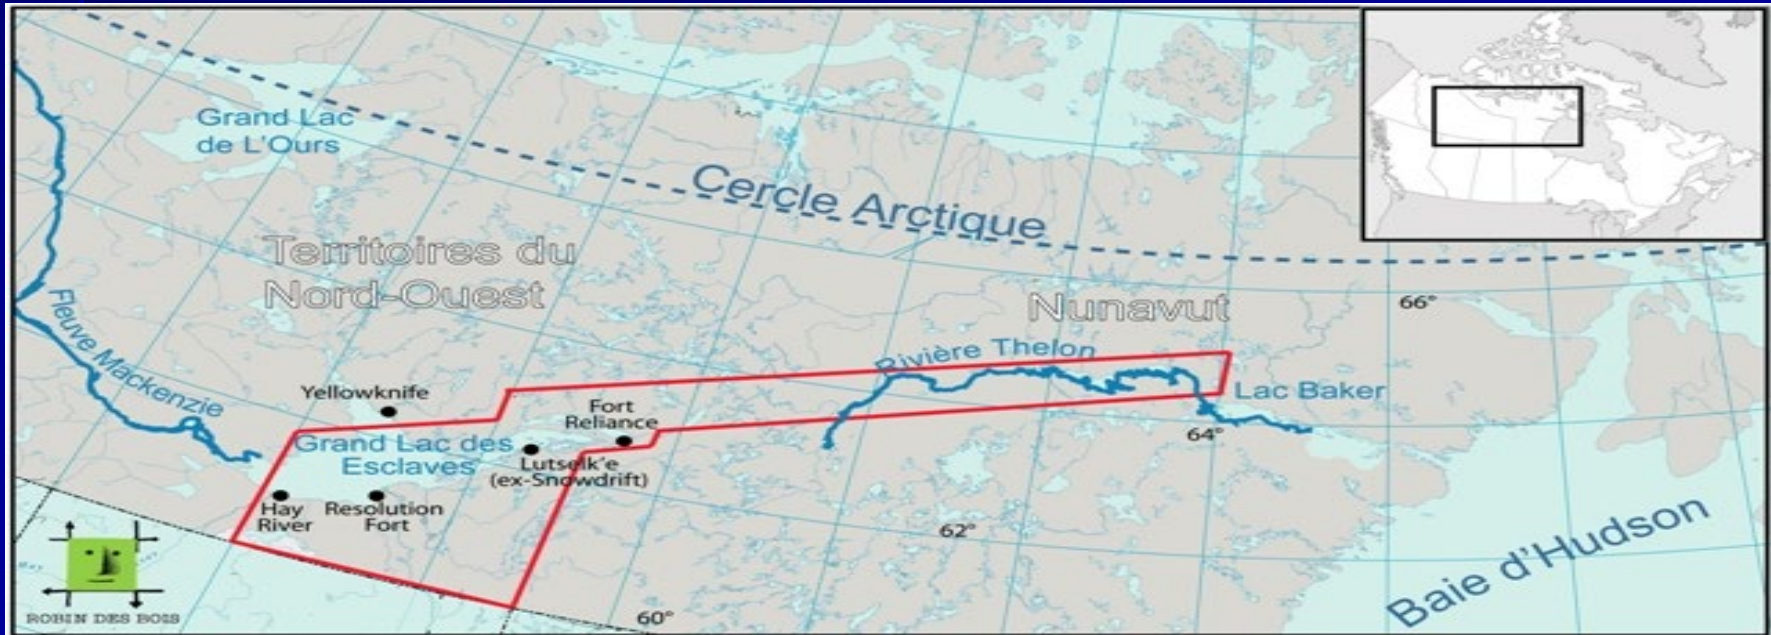 Grand Lac
de L'Ours
Cercle Arctique
Territoires du
Nord-Ouest
Nunavut
66°
Fleuve Mackenzie
Rivière Thelon
Yellowknife
Lac Baker
Fort
Reliance
64°
Grand Lac des
Esclaves
Lutselk'e
(ex-Snowdrift)
Hay
River
Resolution
Fort
62°
Baie d'Hudson
60°
ROBIN DES BOIS